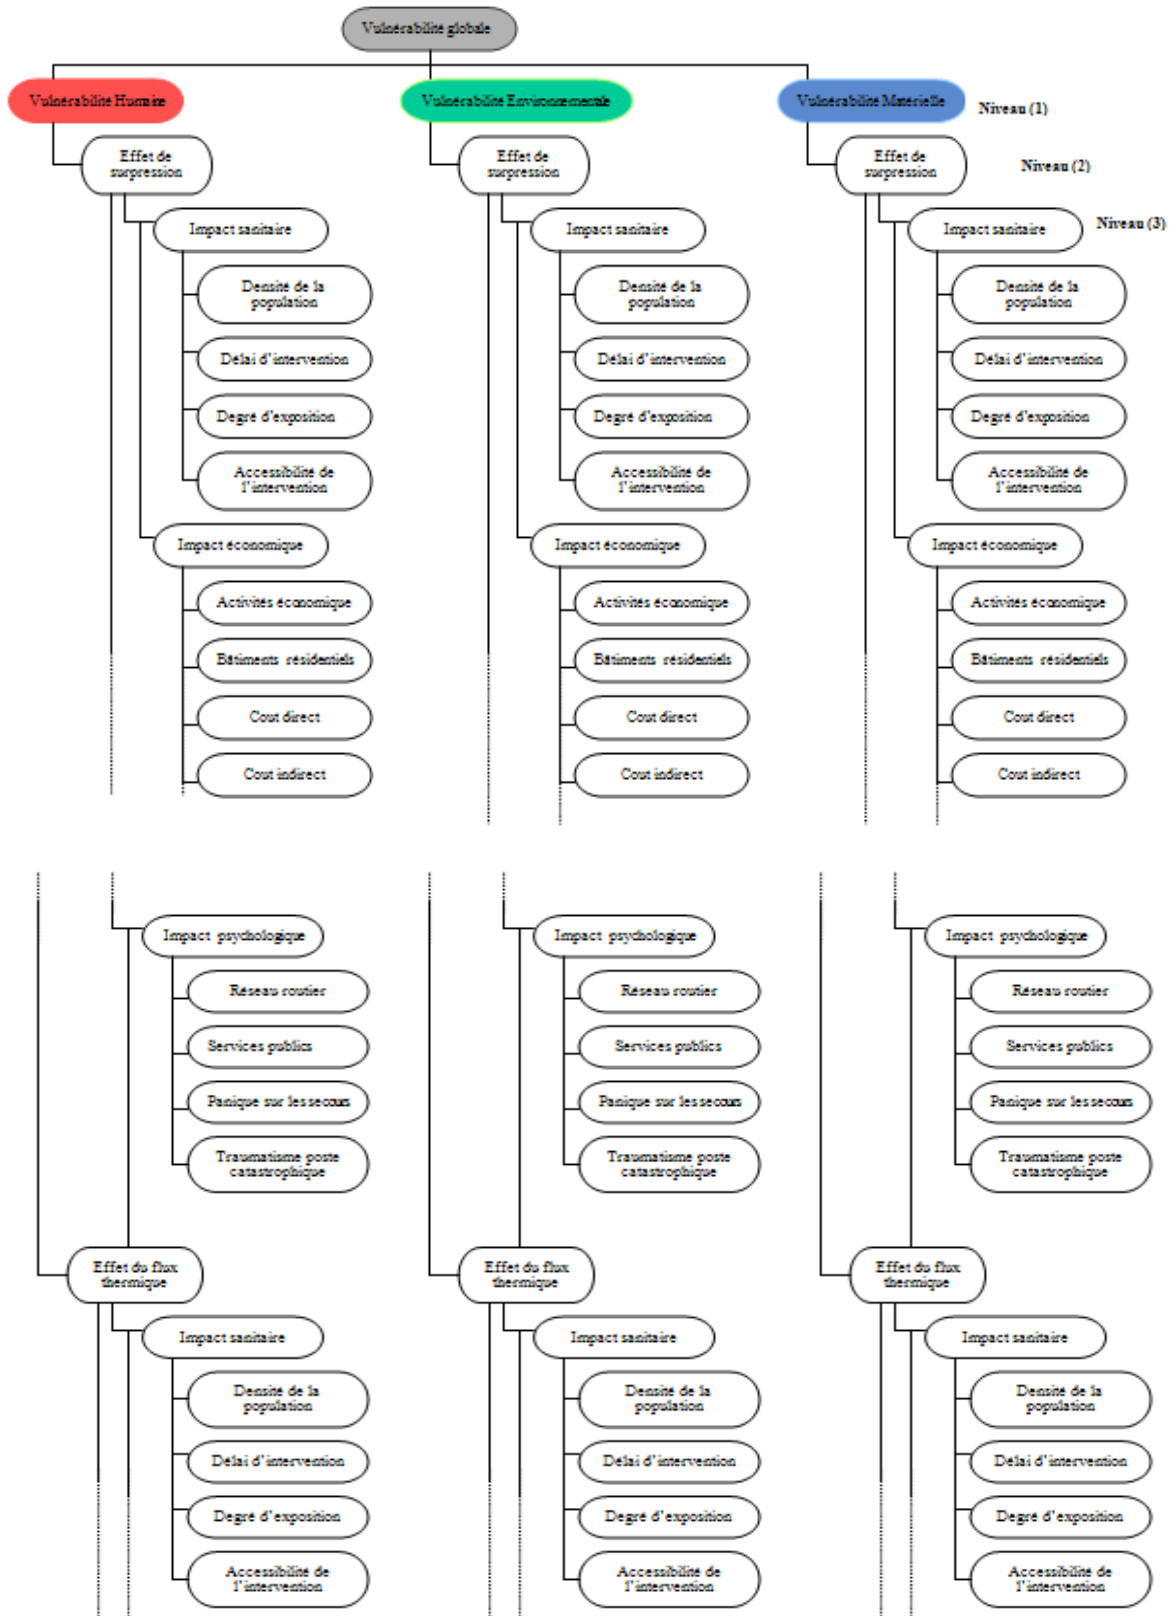 Vulnérabilité globale
Vulnérabilité Humaine
Vulnérabilité Environnementale
Vulnérabilité Matérielle
Niveau (1)
Effet de
surpression
Effet de
surpression
Effet de
surpression
Niveau (2)
Impact sanitaire
Impact sanitaire
Impact sanitaire
Niveau (3)
Densité de la
population
Densité de la
population
Densité de la
population
Délai d'intervention
Délai d'intervention
Délai d'intervention
Degré d'exposition
Degré d'exposition
Degré d'exposition
Accessibilité de
l'intervention
Accessibilité de
l'intervention
Accessibilité de
l'intervention
Impact économique
Impact économique
Impact économique
Activités économique
Activités économique
Activités économique
Bâtiments résidentiels
Bâtiments résidentiels
Bâtiments résidentiels
Cout direct
Cout direct
Cout direct
Cout indirect
Cout indirect
Cout indirect
Impact psychologique
Impact psychologique
Impact psychologique
Réseau routier
Réseau routier
Réseau routier
Services publics
Services publics
Services publics
Panique sur les secours
Panique sur les secours
Panique sur les secours
Traumatisme poste
catastrophique
Traumatisme poste
catastrophique
Traumatisme poste
catastrophique
Effet du flux
thermique
Effet du flux
thermique
Effet du flux
thermique
Impact sanitaire
Impact sanitaire
Impact sanitaire
Densité de la
population
Densité de la
population
Densité de la
population
Délai d'intervention
Délai d'intervention
Délai d'intervention
Degré d'exposition
Degré d'exposition
Degré d'exposition
Accessibilité de
l'intervention
Accessibilité de
l'intervention
Accessibilité de
l'intervention